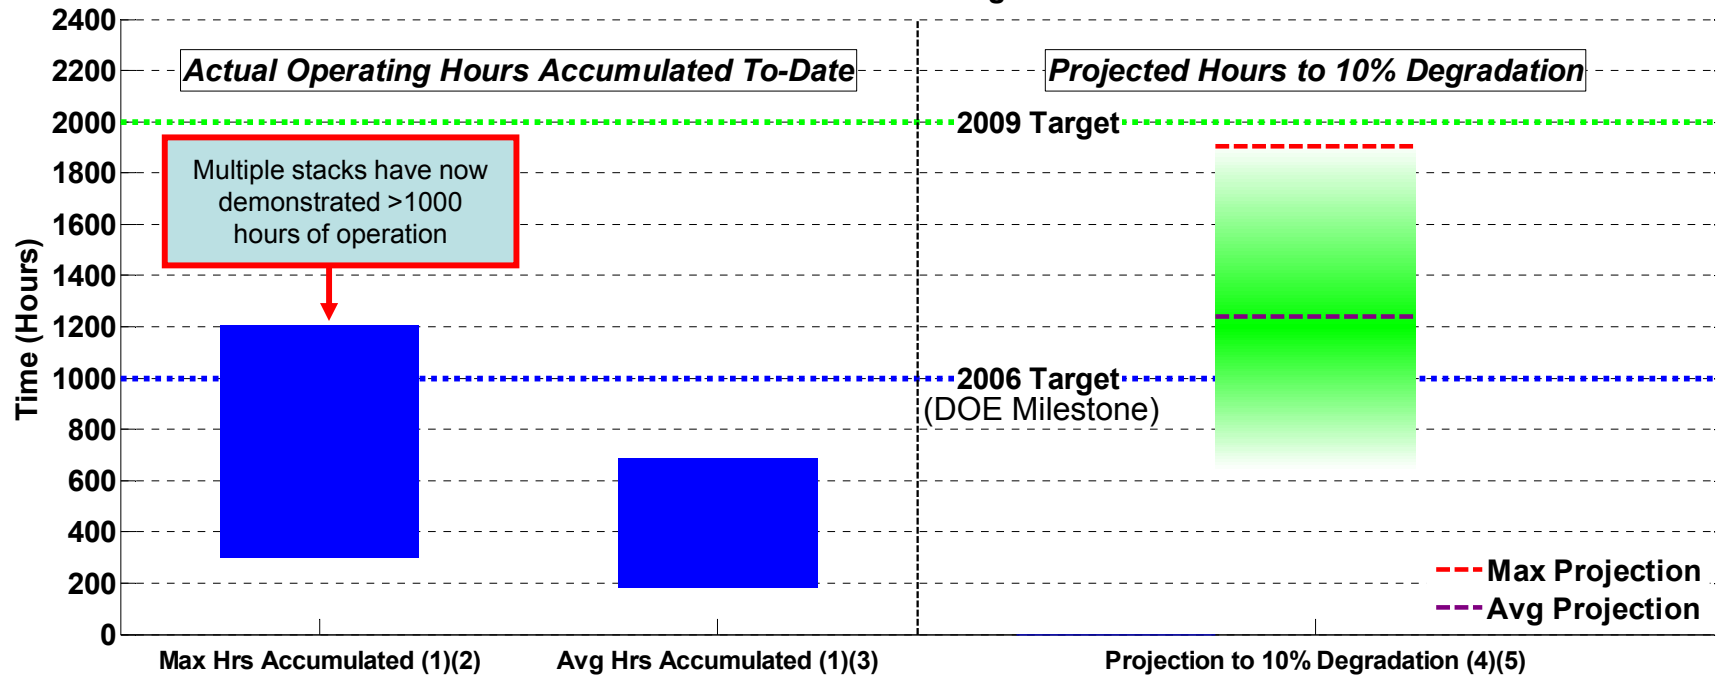 2400
2200
2000
1800
1600
1400
1200
1000
800
600
400
200
0
Time (Hours)
Actual Operating Hours Accumulated To-Date
Projected Hours to 10% Degradation
2009 Target
Multiple stacks have now
demonstrated >1000
hours of operation
2006 Target
(DOE Milestone)
Max Projection
Avg Projection
Max Hrs Accumulated (1)(2)
Avg Hrs Accumulated (1)(3)
Projection to 10% Degradation (4)(5)